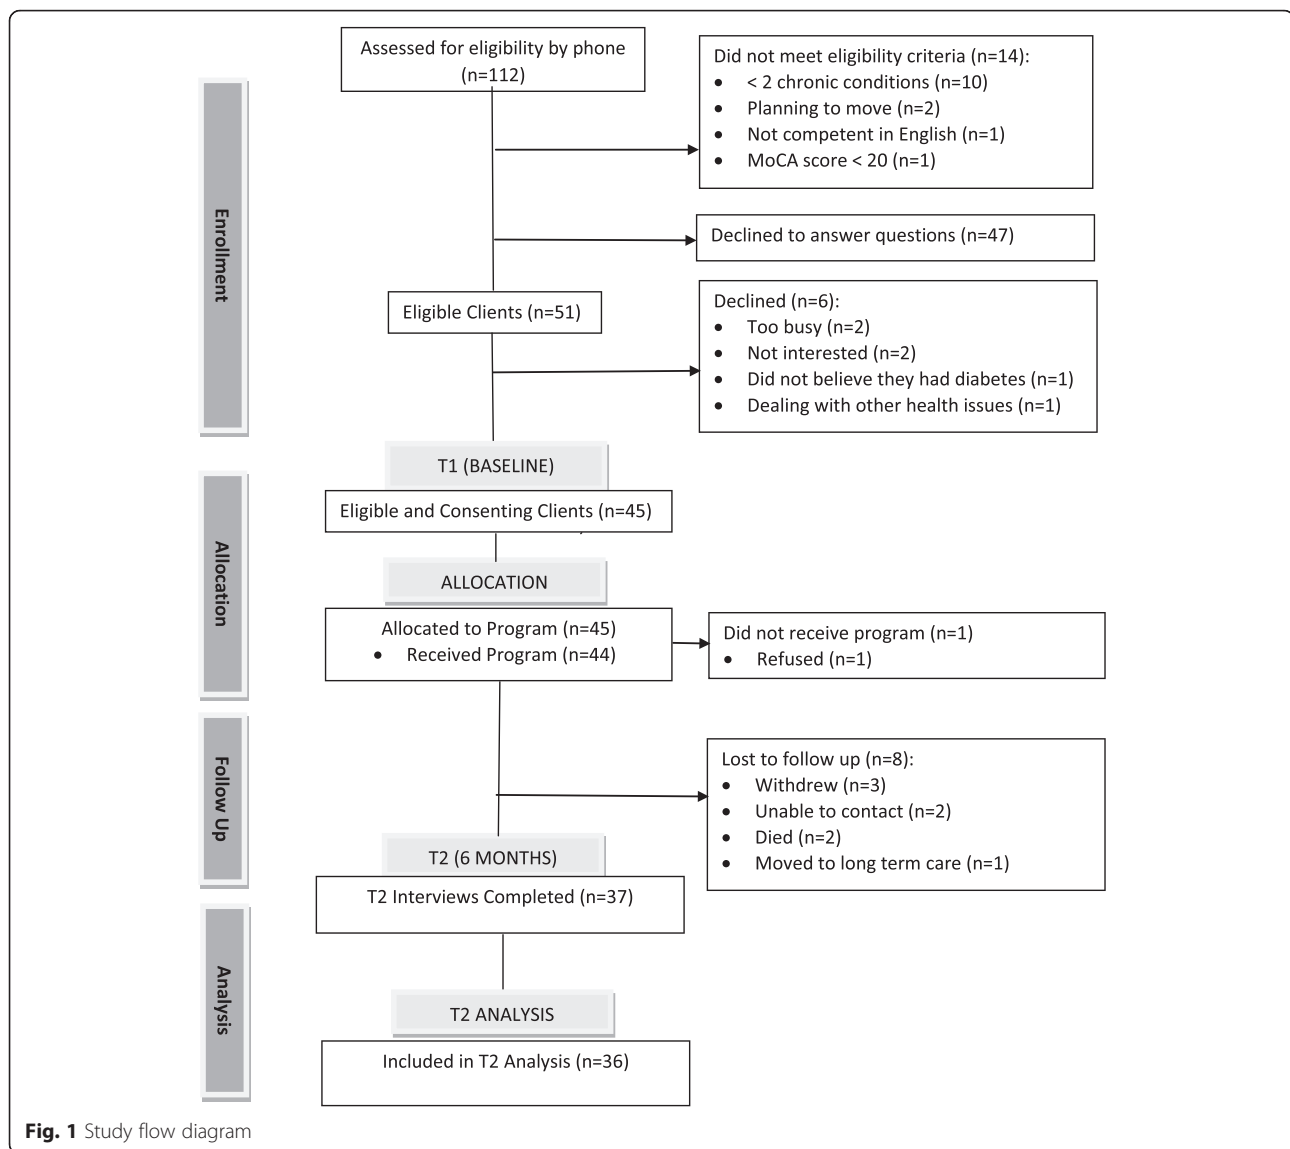 Assessed for eligibility by phone
(n=112)
Did not meet eligibility criteria (n=14):
• < 2 chronic conditions (n=10)
• Planning to move (n=2)
• Not competent in English (n=1)
• MoCA score < 20 (n=1)
Enrollment
Declined to answer questions (n=47)
Eligible Clients (n=51)
Declined (n=6):
• Too busy (n=2)
• Not interested (n=2)
• Did not believe they had diabetes (n=1)
• Dealing with other health issues (n=1)
T1 (BASELINE)
Eligible and Consenting Clients (n=45)
Allocation
ALLOCATION
Allocated to Program (n=45)
• Received Program (n=44)
Did not receive program (n=1)
• Refused (n=1)
Follow Up
Lost to follow up (n=8):
• Withdrew (n=3)
• Unable to contact (n=2)
• Died (n=2)
• Moved to long term care (n=1)
T2 (6 MONTHS)
T2 Interviews Completed (n=37)
Analysis
T2 ANALYSIS
Included in T2 Analysis (n=36)
Fig. 1 Study flow diagram